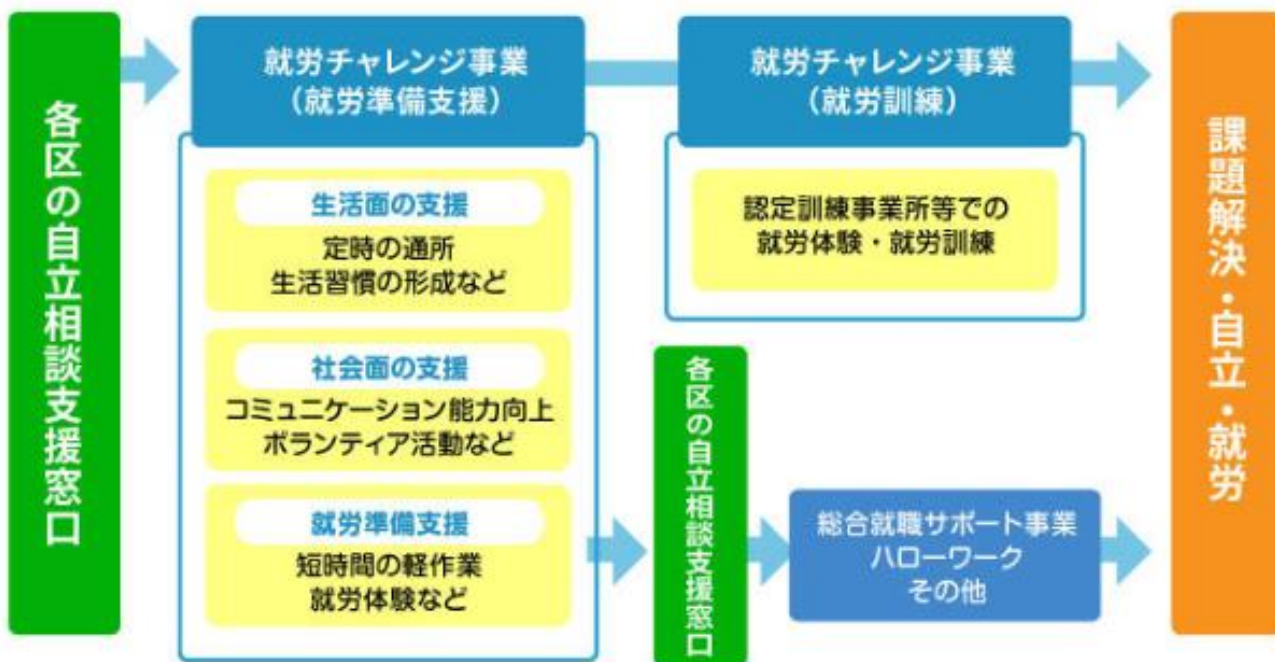 各区の自立相談支援窓口
就労チャレンジ事業
（就労準備支援）
生活面の支援
定時の通所
生活習慣の形成など
社会面の支援
コミュニケーション能力向上
ボランティア活動など
就労準備支援
短時間の軽作業
就労体験など
就労チャレンジ事業
（就労訓練）
認定訓練事業所等での
就労体験・就労訓練
各区の自立相談支援窓口
総合就職サポート事業
ハローワーク
その他
課題解決・自立・就労